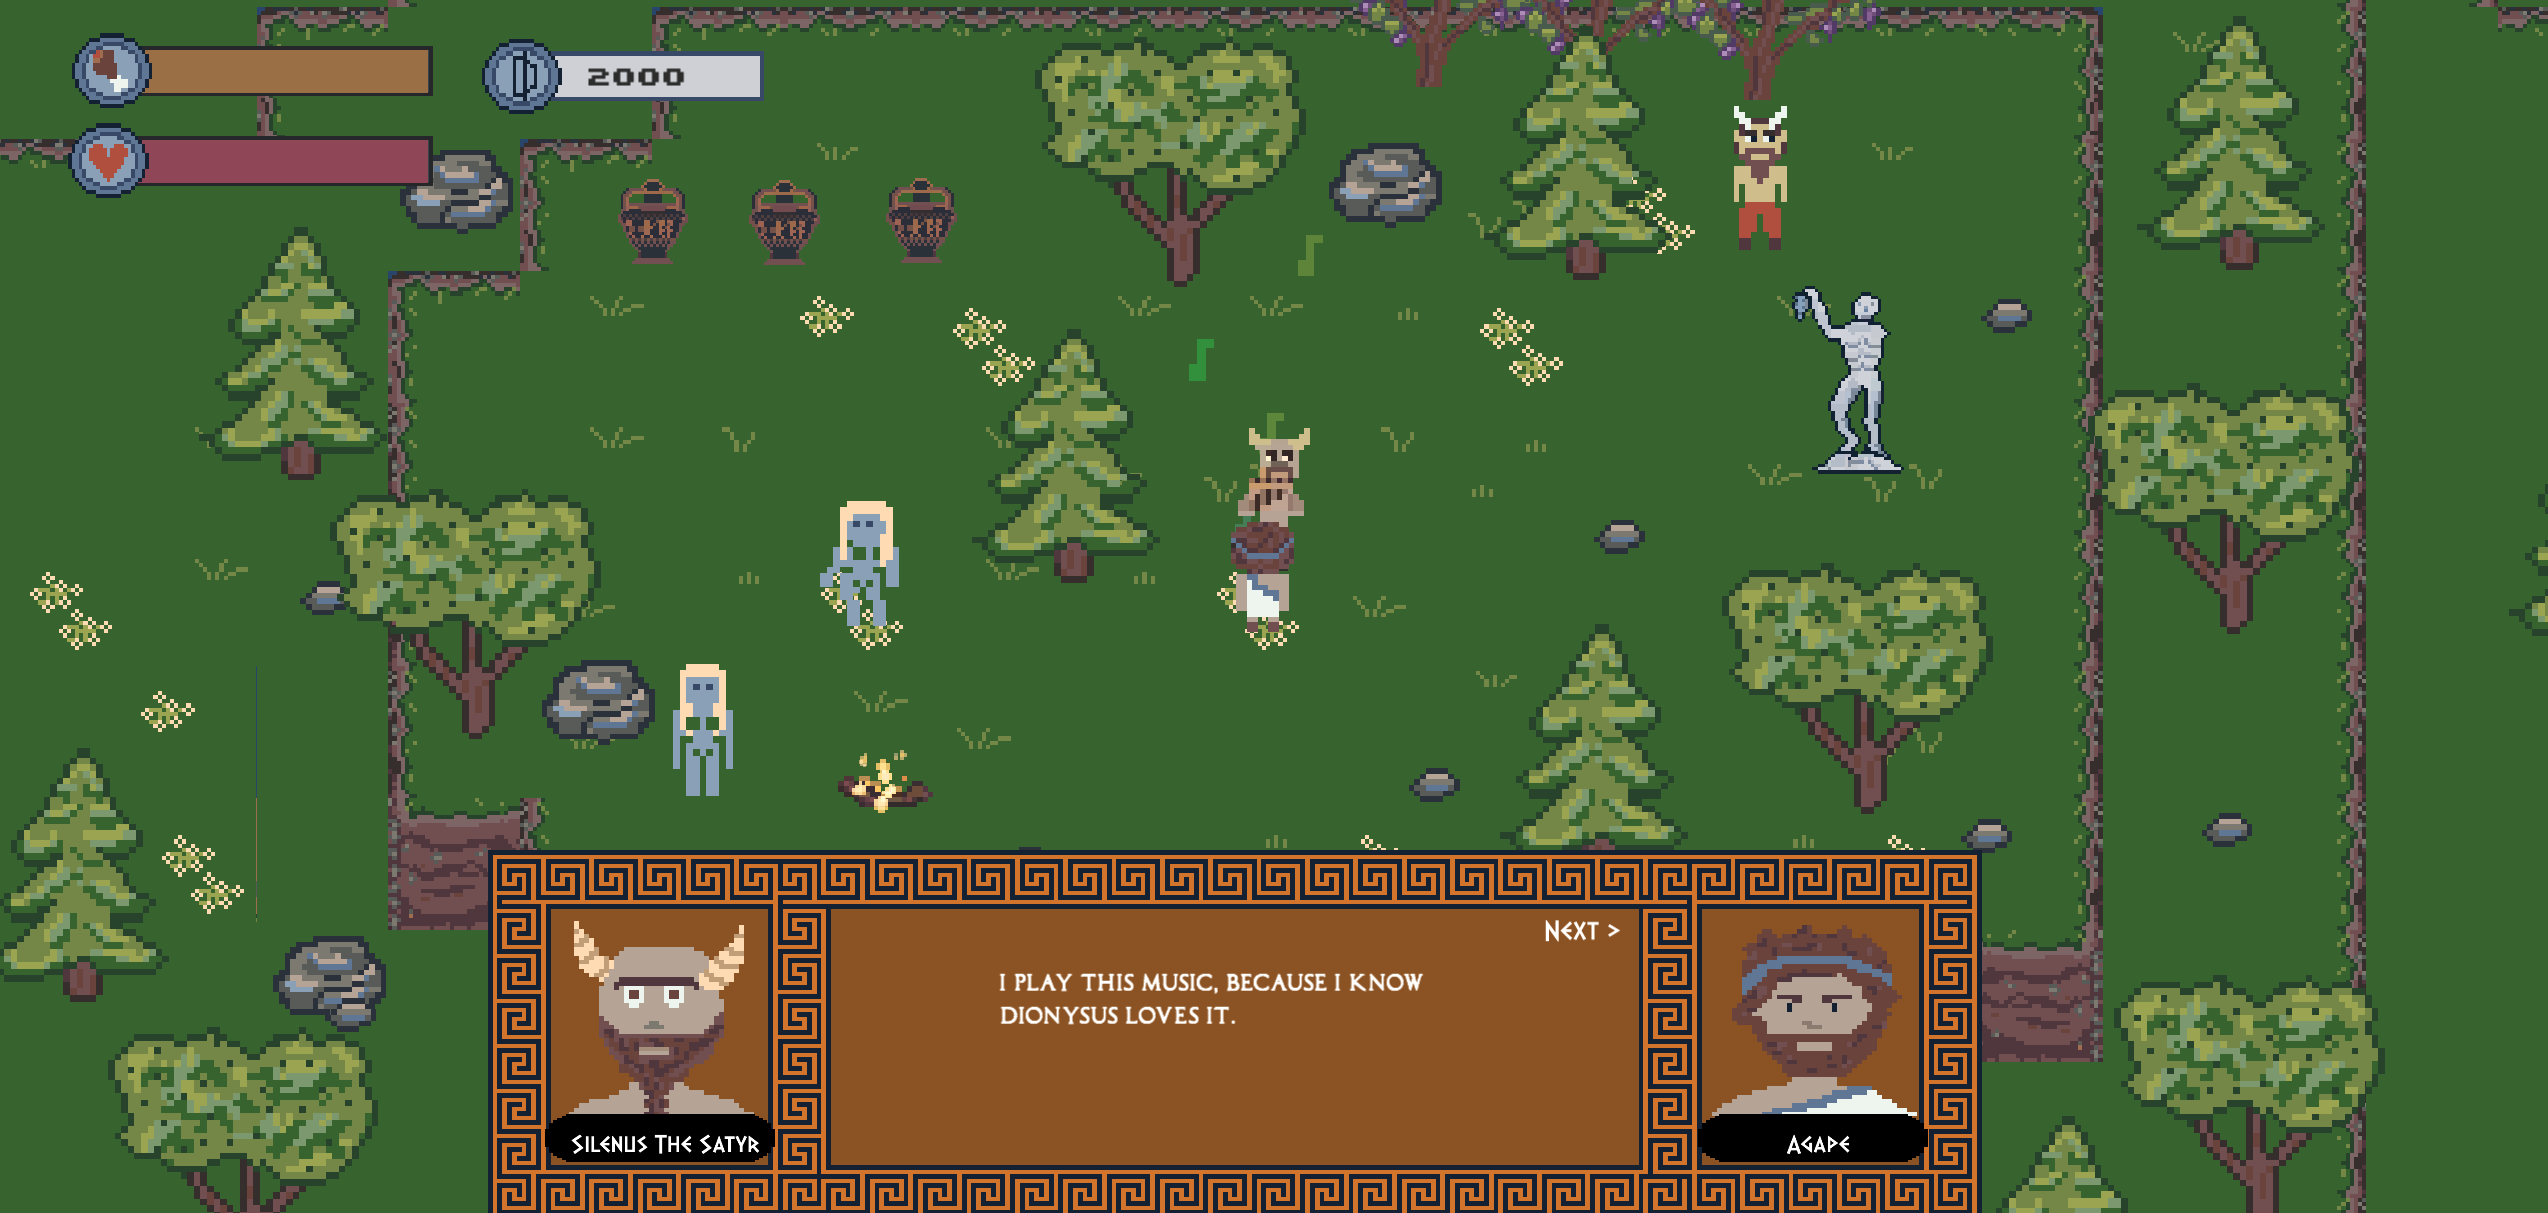 2000
NEXT >
I PLAY THIS MUSIC, BECAUSE I KNOW
DIONYSUS LOVES IT.
SILENUS THE SATYR
AGAPE